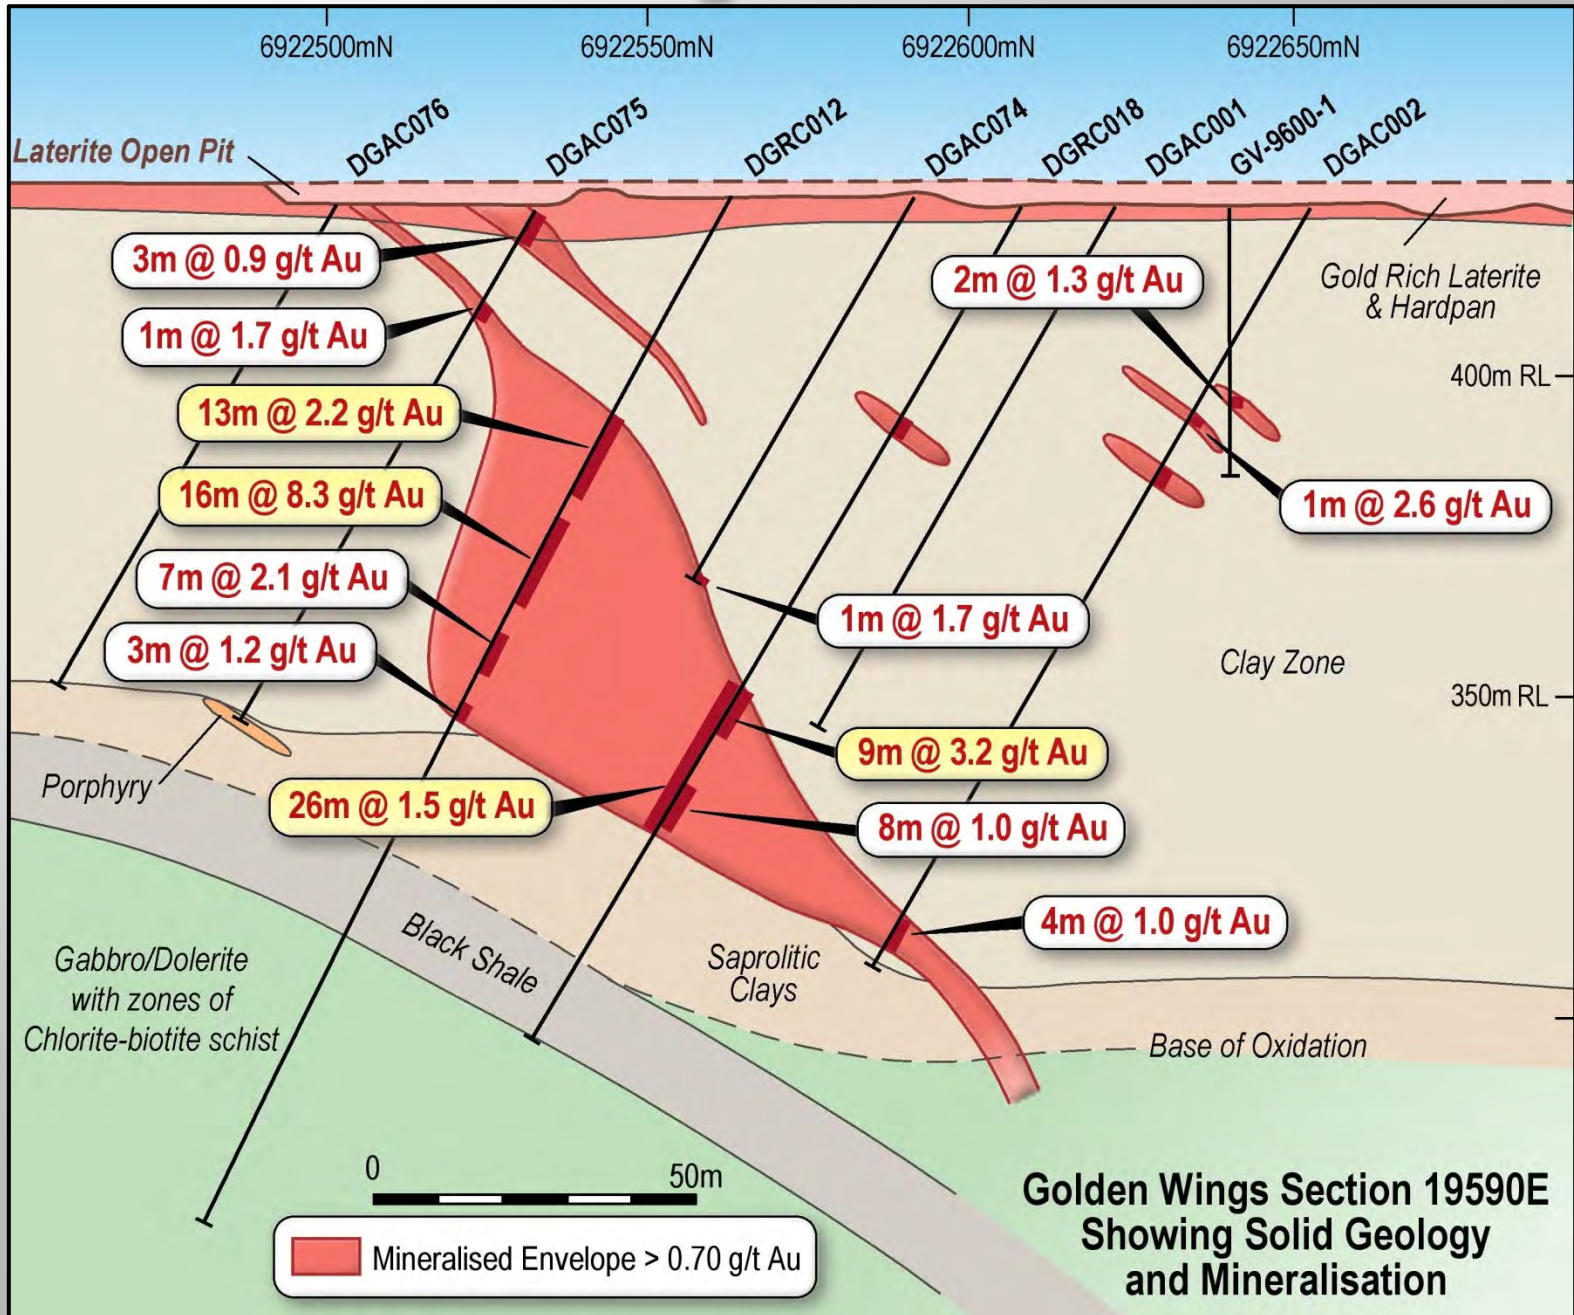 6922500mN
6922550mN
6922600mN
6922650mN
Laterite Open Pit
DGAC076
DGAC075
DGRC012
DGAC074
DGRC018
DGAC001
GV-9600-1
DGAC002
3m @ 0.9 g/t Au
2m @ 1.3 g/t Au
Gold Rich Laterite
& Hardpan
1m @ 1.7 g/t Au
400m RL
13m @ 2.2 g/t Au
16m @ 8.3 g/t Au
1m @ 2.6 g/t Au
7m @ 2.1 g/t Au
1m @ 1.7 g/t Au
3m @ 1.2 g/t Au
Clay Zone
350m RL
9m @ 3.2 g/t Au
Porphyry
26m @ 1.5 g/t Au
8m @ 1.0 g/t Au
4m @ 1.0 g/t Au
Black Shale
Saprolitic
Clays
Gabbro/Dolerite
with zones of
Chlorite-biotite schist
Base of Oxidation
0
50m
Mineralised Envelope > 0.70 g/t Au
Golden Wings Section 19590E
Showing Solid Geology
and Mineralisation